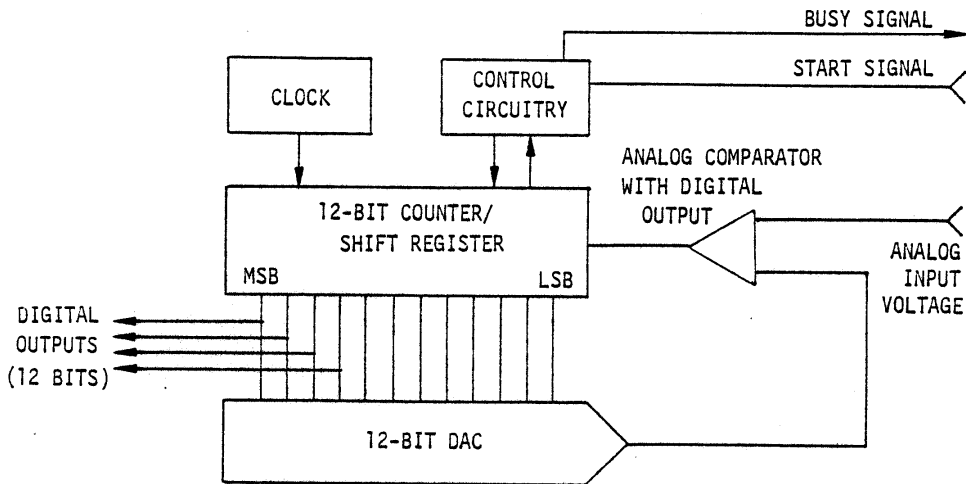 BUSY SIGNAL
START SIGNAL
CLOCK
CONTROL
CIRCUITRY
ANALOG COMPARATOR
WITH DIGITAL
OUTPUT
12-BIT COUNTER/
SHIFT REGISTER
MSB
LSB
ANALOG
INPUT
VOLTAGE
DIGITAL
OUTPUTS
(12 BITS)
12-BIT DAC